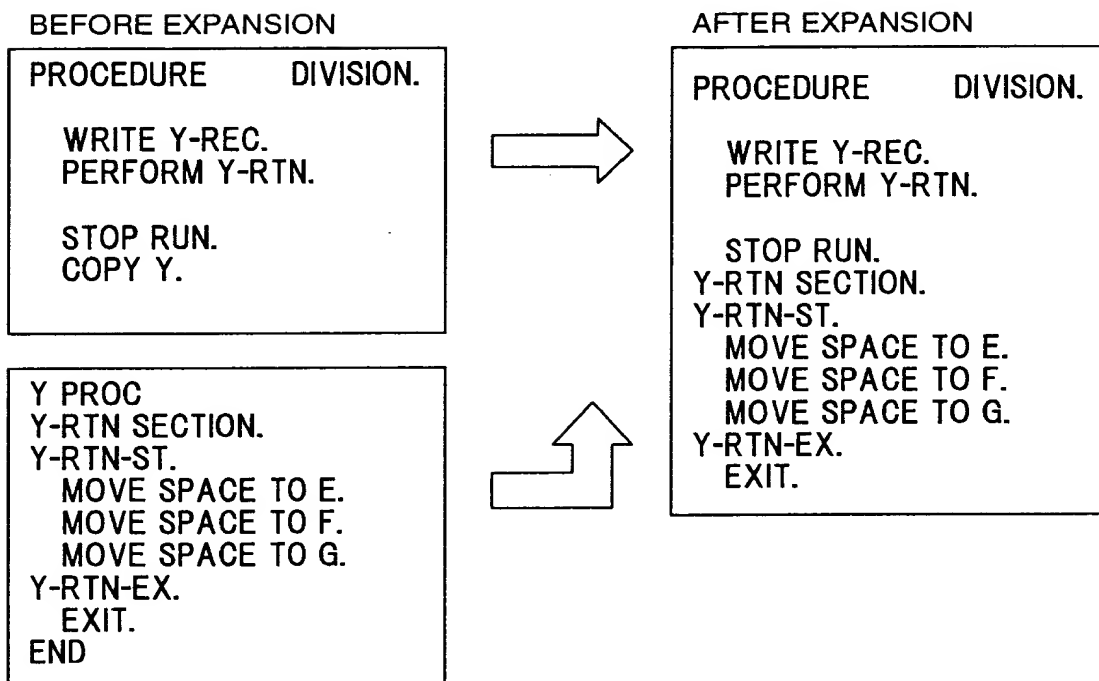 BEFORE EXPANSION
PROCEDURE DIVISION.
WRITE Y-REC.
PERFORM Y-RTN.
STOP RUN.
COPY Y.
Y PROC
Y-RTN SECTION.
Y-RTN-ST.
MOVE SPACE TO E.
MOVE SPACE TO F.
MOVE SPACE TO G.
Y-RTN-EX.
EXIT.
END
AFTER EXPANSION
PROCEDURE DIVISION.
WRITE Y-REC.
PERFORM Y-RTN.
STOP RUN.
Y-RTN SECTION.
Y-RTN-ST.
MOVE SPACE TO E.
MOVE SPACE TO F.
MOVE SPACE TO G.
Y-RTN-EX.
EXIT.